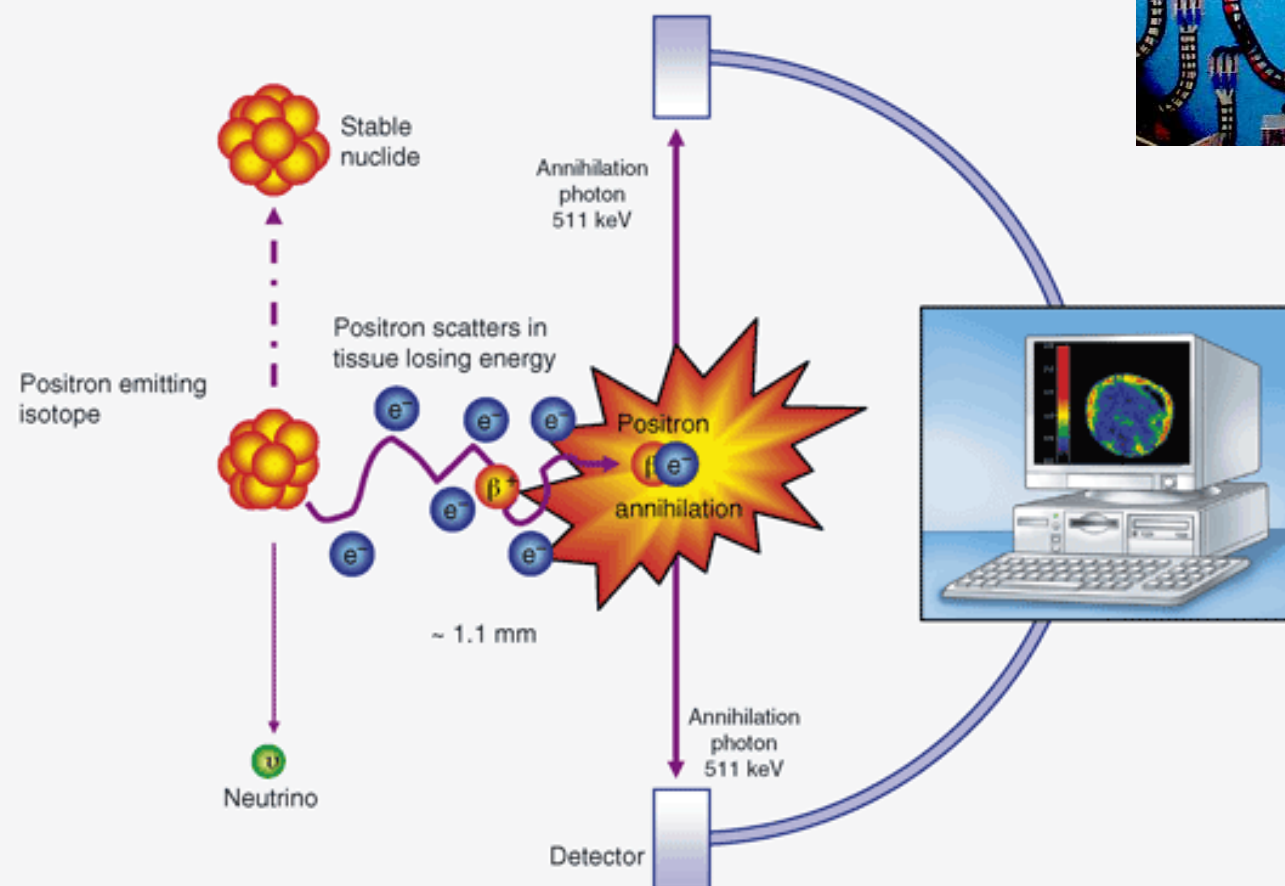 Stable
nuclide
Annihilation
photon
511 keV
Positron scatters in
tissue losing energy
Positron emitting
isotope
e⁻
e⁻
e⁻
Positron
β e⁻
β⁺
e⁻
annihilation
e⁻
e⁻
~ 1.1 mm
Annihilation
photon
511 keV
υ
Neutrino
Detector